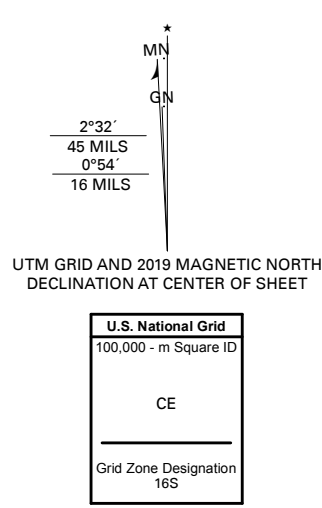 ★
MN
GN
2°32´
45 MILS
0°54´
16 MILS
UTM GRID AND 2019 MAGNETIC NORTH
DECLINATION AT CENTER OF SHEET
U.S. National Grid
100,000 - m Square ID
CE
Grid Zone Designation
16S